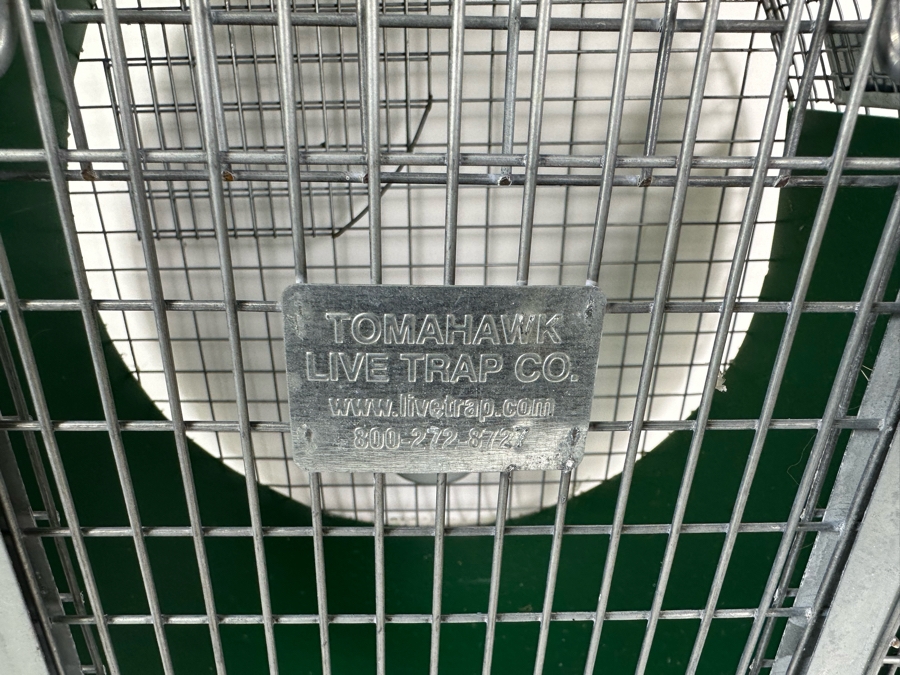 TOMAHAWK
LIVE TRAP CO.
www.livetrap.com
800-272-8727